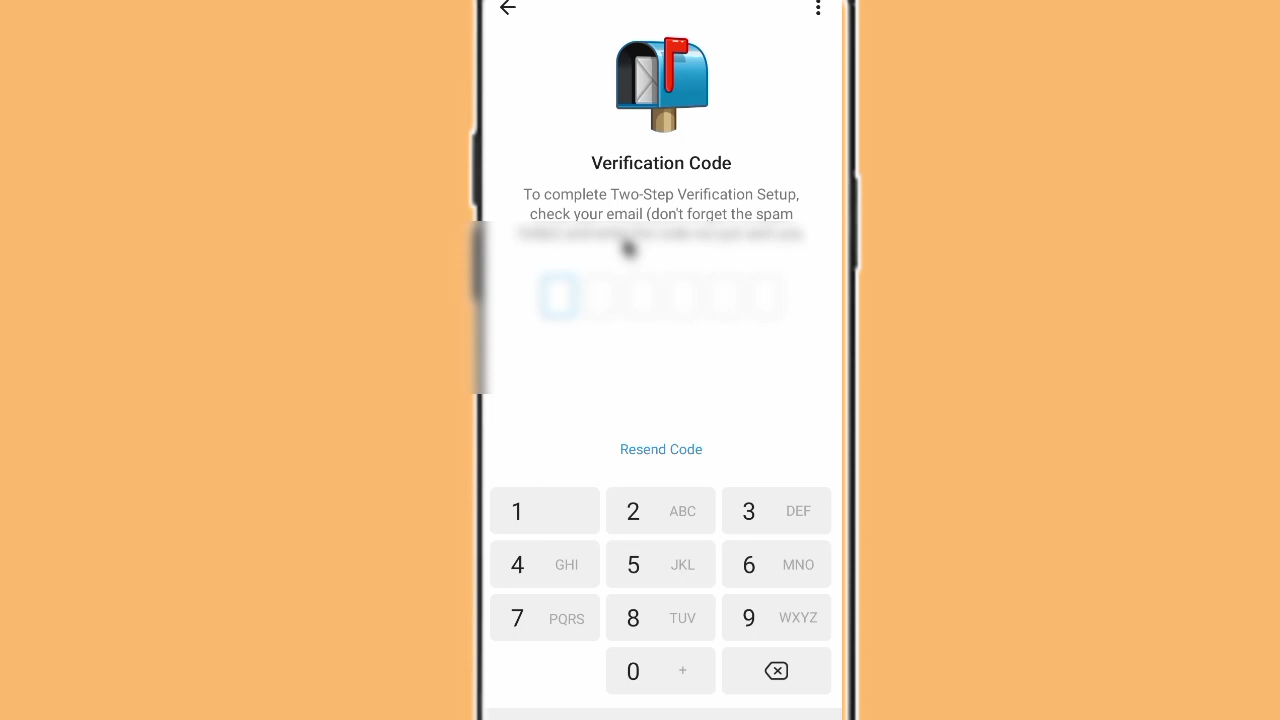 Verification Code
To complete Two-Step Verification Setup,
check your email (don't forget the spam
Resend Code
1
2 ABC
3 DEF
4 GHI
5 JKL
6 MNO
7 PQRS
8 TUV
9 WXYZ
0 +